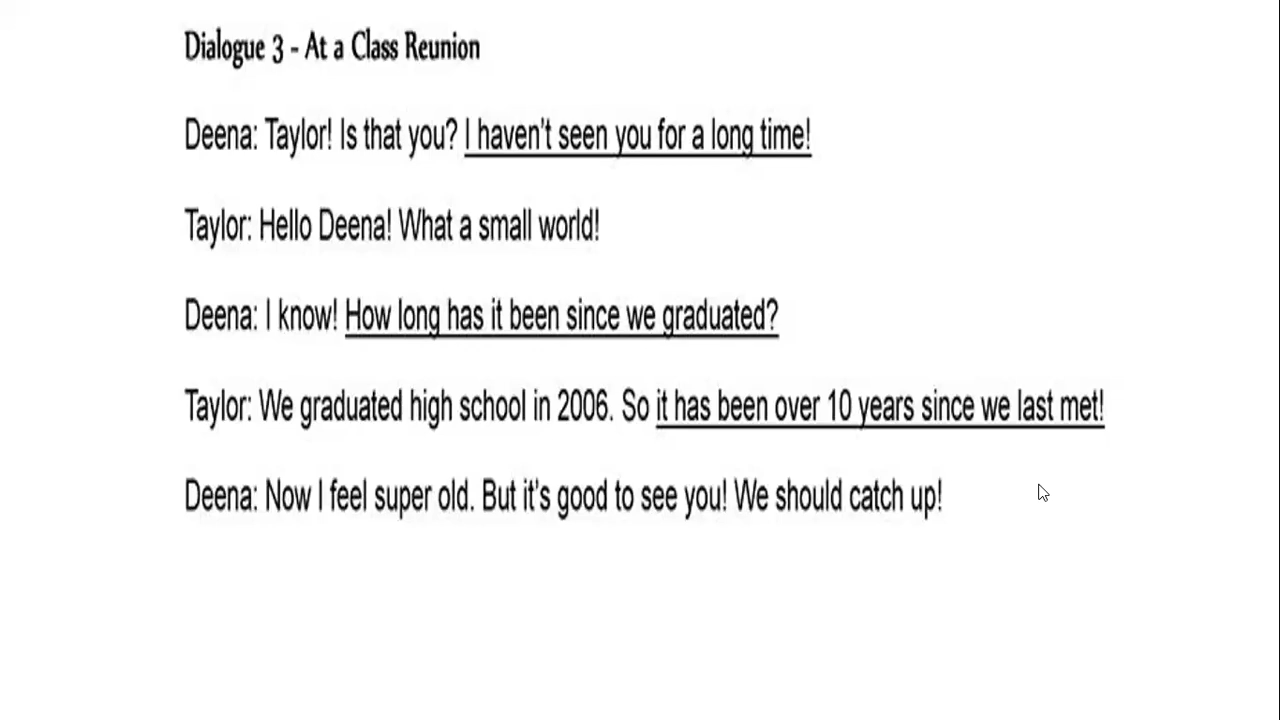 Dialogue 3 - At a Class Reunion
Deena: Taylor! Is that you? I haven't seen you for a long time!
Taylor: Hello Deena! What a small world!
Deena: I know! How long has it been since we graduated?
Taylor: We graduated high school in 2006. So it has been over 10 years since we last met!
Deena: Now I feel super old. But it's good to see you! We should catch up!